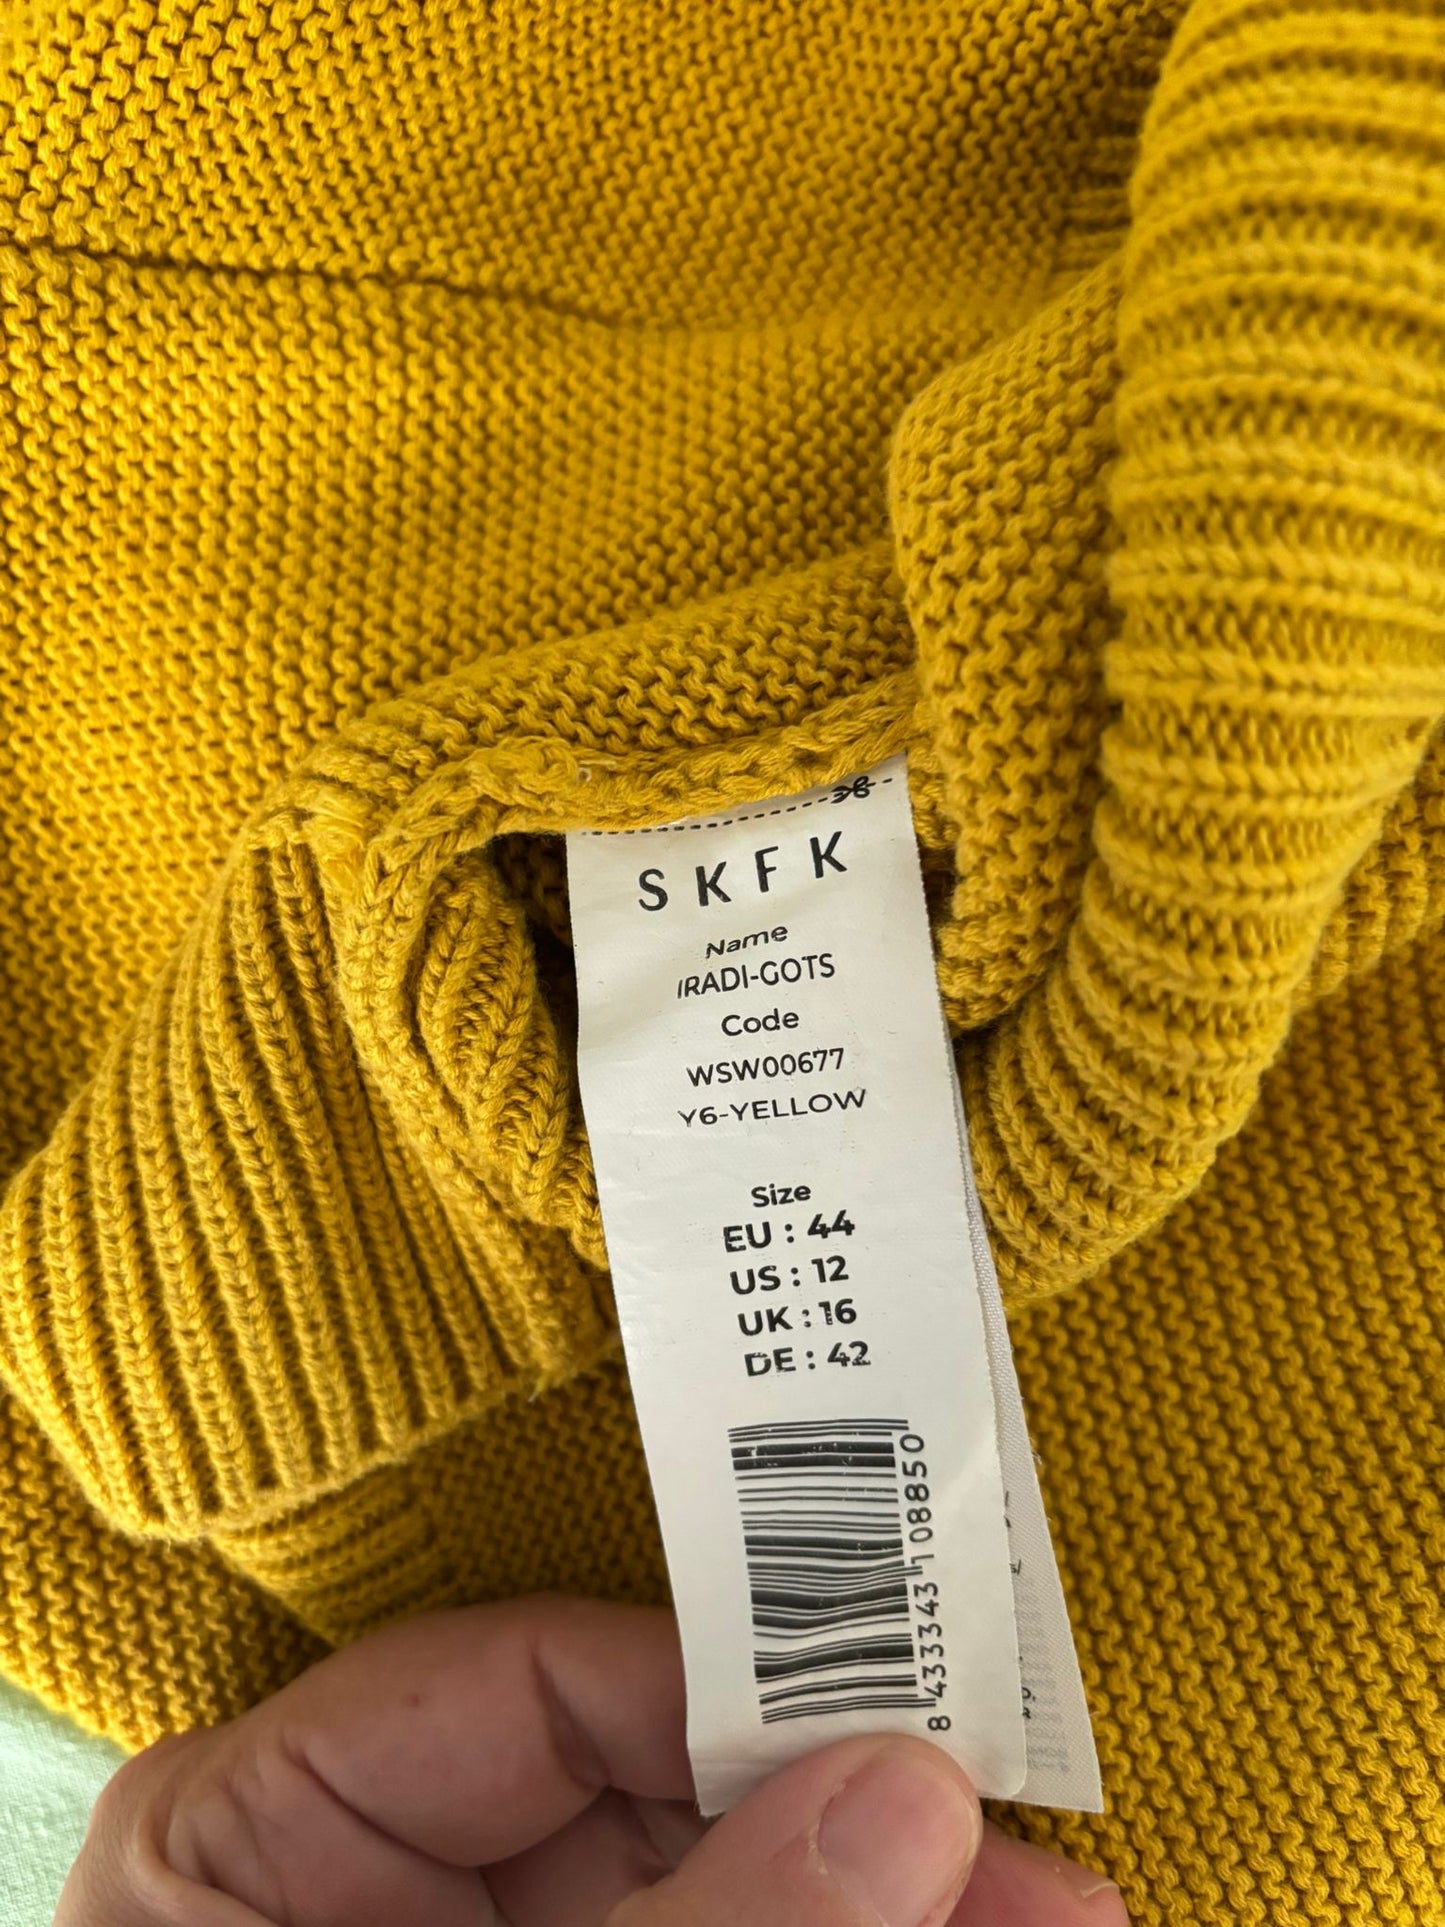 SKFK
Name
IRADI-GOTS
Code
WSW00677
Y6-YELLOW
Size
EU : 44
US : 12
UK : 16
DE : 42
8 433343 108850